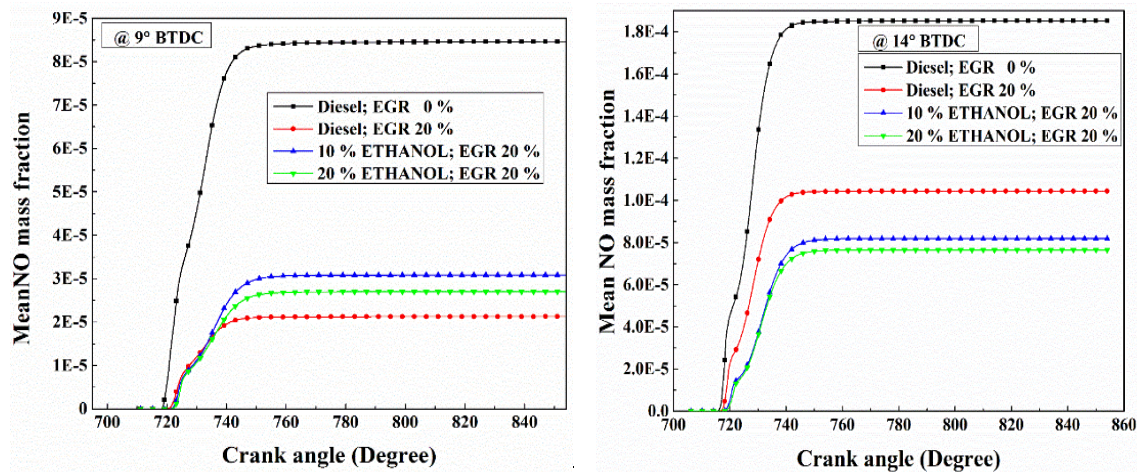 @ 9° BTDC
Diesel; EGR 0 %
Diesel; EGR 20 %
10 % ETHANOL; EGR 20 %
20 % ETHANOL; EGR 20 %
MeanNO mass fraction
9E-5
8E-5
7E-5
6E-5
5E-5
4E-5
3E-5
2E-5
1E-5
0
700 720 740 760 780 800 820 840
Crank angle (Degree)
@ 14° BTDC
Diesel; EGR 0 %
Diesel; EGR 20 %
10 % ETHANOL; EGR 20 %
20 % ETHANOL; EGR 20 %
Mean NO mass fraction
1.8E-4
1.6E-4
1.4E-4
1.2E-4
1.0E-4
8.0E-5
6.0E-5
4.0E-5
2.0E-5
0.0
700 720 740 760 780 800 820 840 860
Crank angle (Degree)